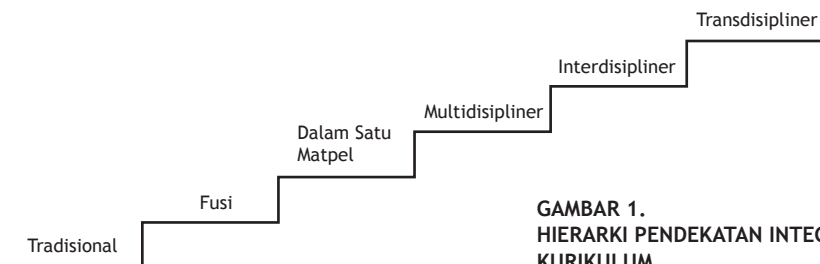 Transdisipliner
Interdisipliner
Multidisipliner
Dalam Satu
Matpel
Fusi
Tradisional
GAMBAR 1.
HIERARKI PENDEKATAN
KURIKULUM